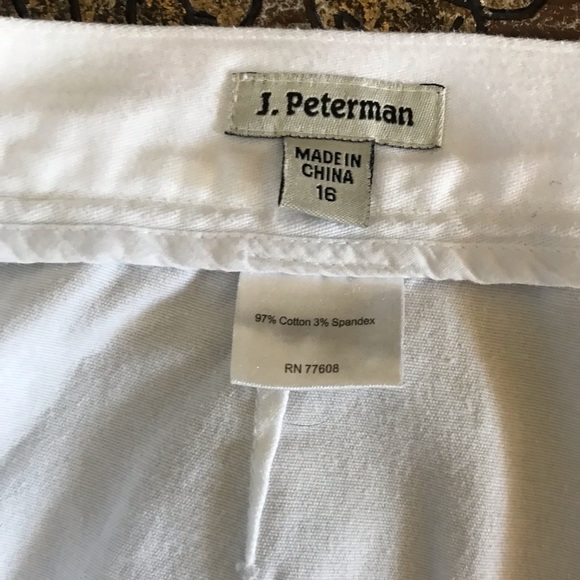 J. Peterman
MADE IN
CHINA
16
97% Cotton 3% Spandex
RN 77608